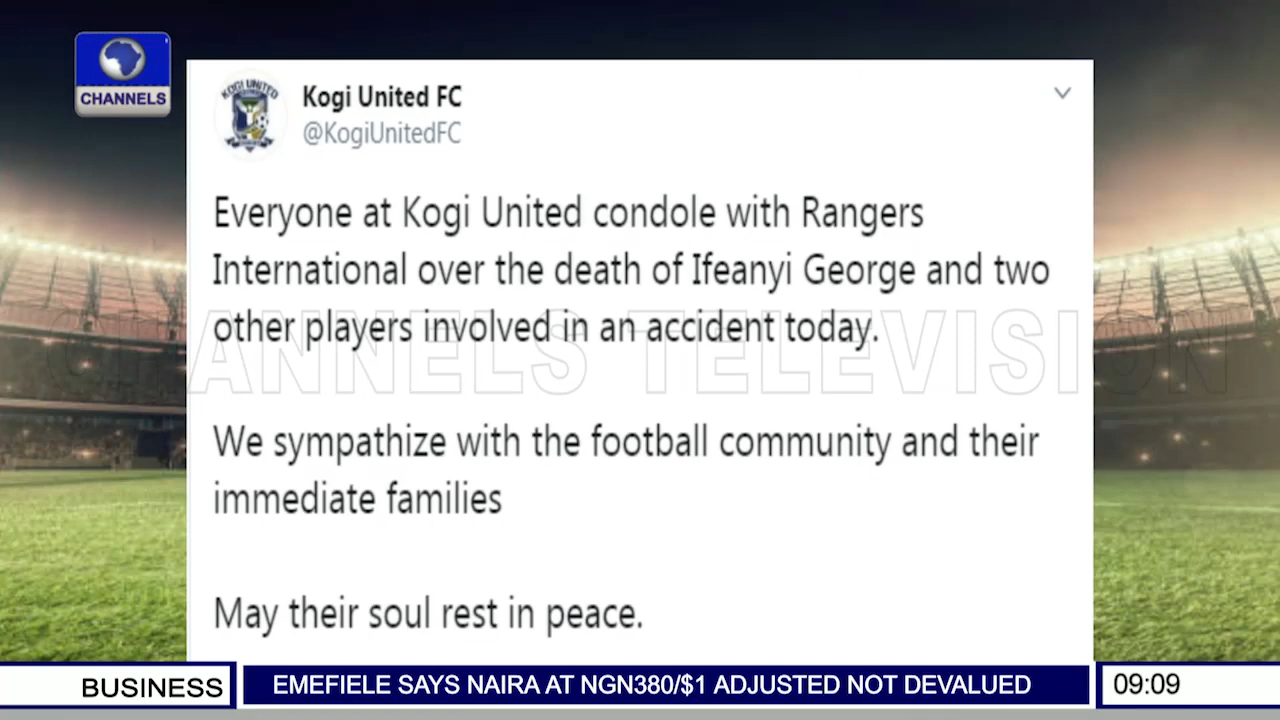 CHANNELS
KOGI UNITED
Kogi United FC
@KogiUnitedFC
Everyone at Kogi United condole with Rangers
International over the death of Ifeanyi George and two
other players involved in an accident today.
CHANNELS TELEVISION
We sympathize with the football community and their
immediate families
May their soul rest in peace.
BUSINESS
EMEFIELE SAYS NAIRA AT NGN380/$1 ADJUSTED NOT DEVALUED
09:09